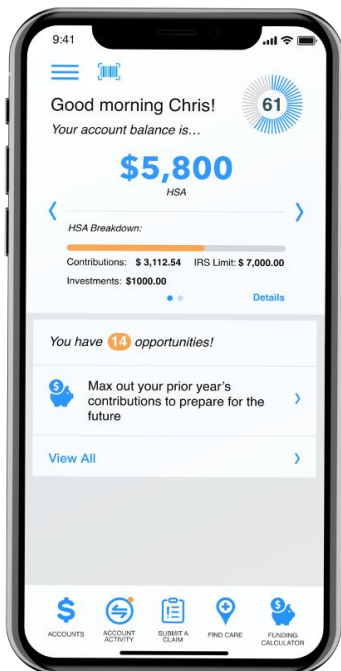 9:41
Good morning Chris!
61
Your account balance is...
$5,800
HSA
HSA Breakdown:
Contributions: $ 3,112.54 IRS Limit: $ 7,000.00
Investments: $1000.00
Details
You have 14 opportunities!
Max out your prior year's
contributions to prepare for the
future
View All
ACCOUNTS
ACCOUNT
ACTIVITY
SUBMIT A
CLAIM
FIND CARE
FUNDING
CALCULATOR